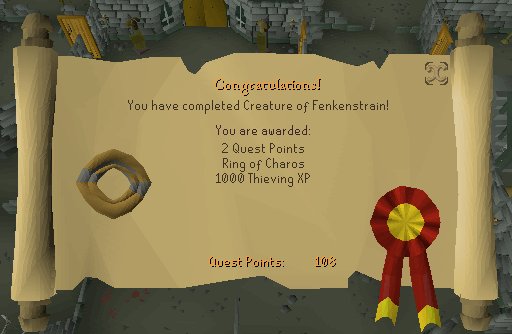 Congratulations!
You have completed Creature of Fenkenstrain!
You are awarded:
2 Quest Points
Ring of Charos
1000 Thieving XP
Quest Points: 108